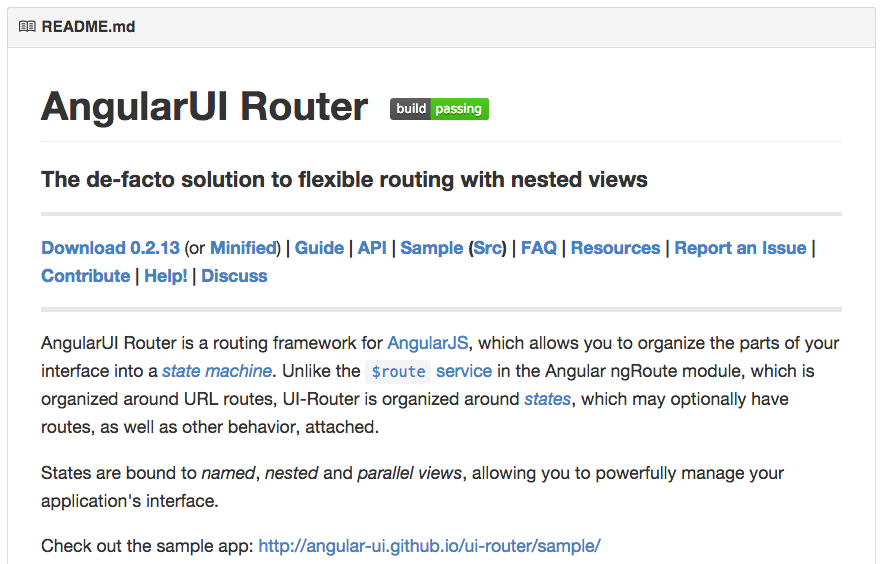 README.md
AngularUI Router build passing
The de-facto solution to flexible routing with nested views
Download 0.2.13 (or Minified) | Guide | API | Sample (Src) | FAQ | Resources | Report an Issue |
Contribute | Help! | Discuss
AngularUI Router is a routing framework for AngularJS, which allows you to organize the parts of your
interface into a state machine. Unlike the $route service in the Angular ngRoute module, which is
organized around URL routes, UI-Router is organized around states, which may optionally have
routes, as well as other behavior, attached.
States are bound to named, nested and parallel views, allowing you to powerfully manage your
application's interface.
Check out the sample app: http://angular-ui.github.io/ui-router/sample/